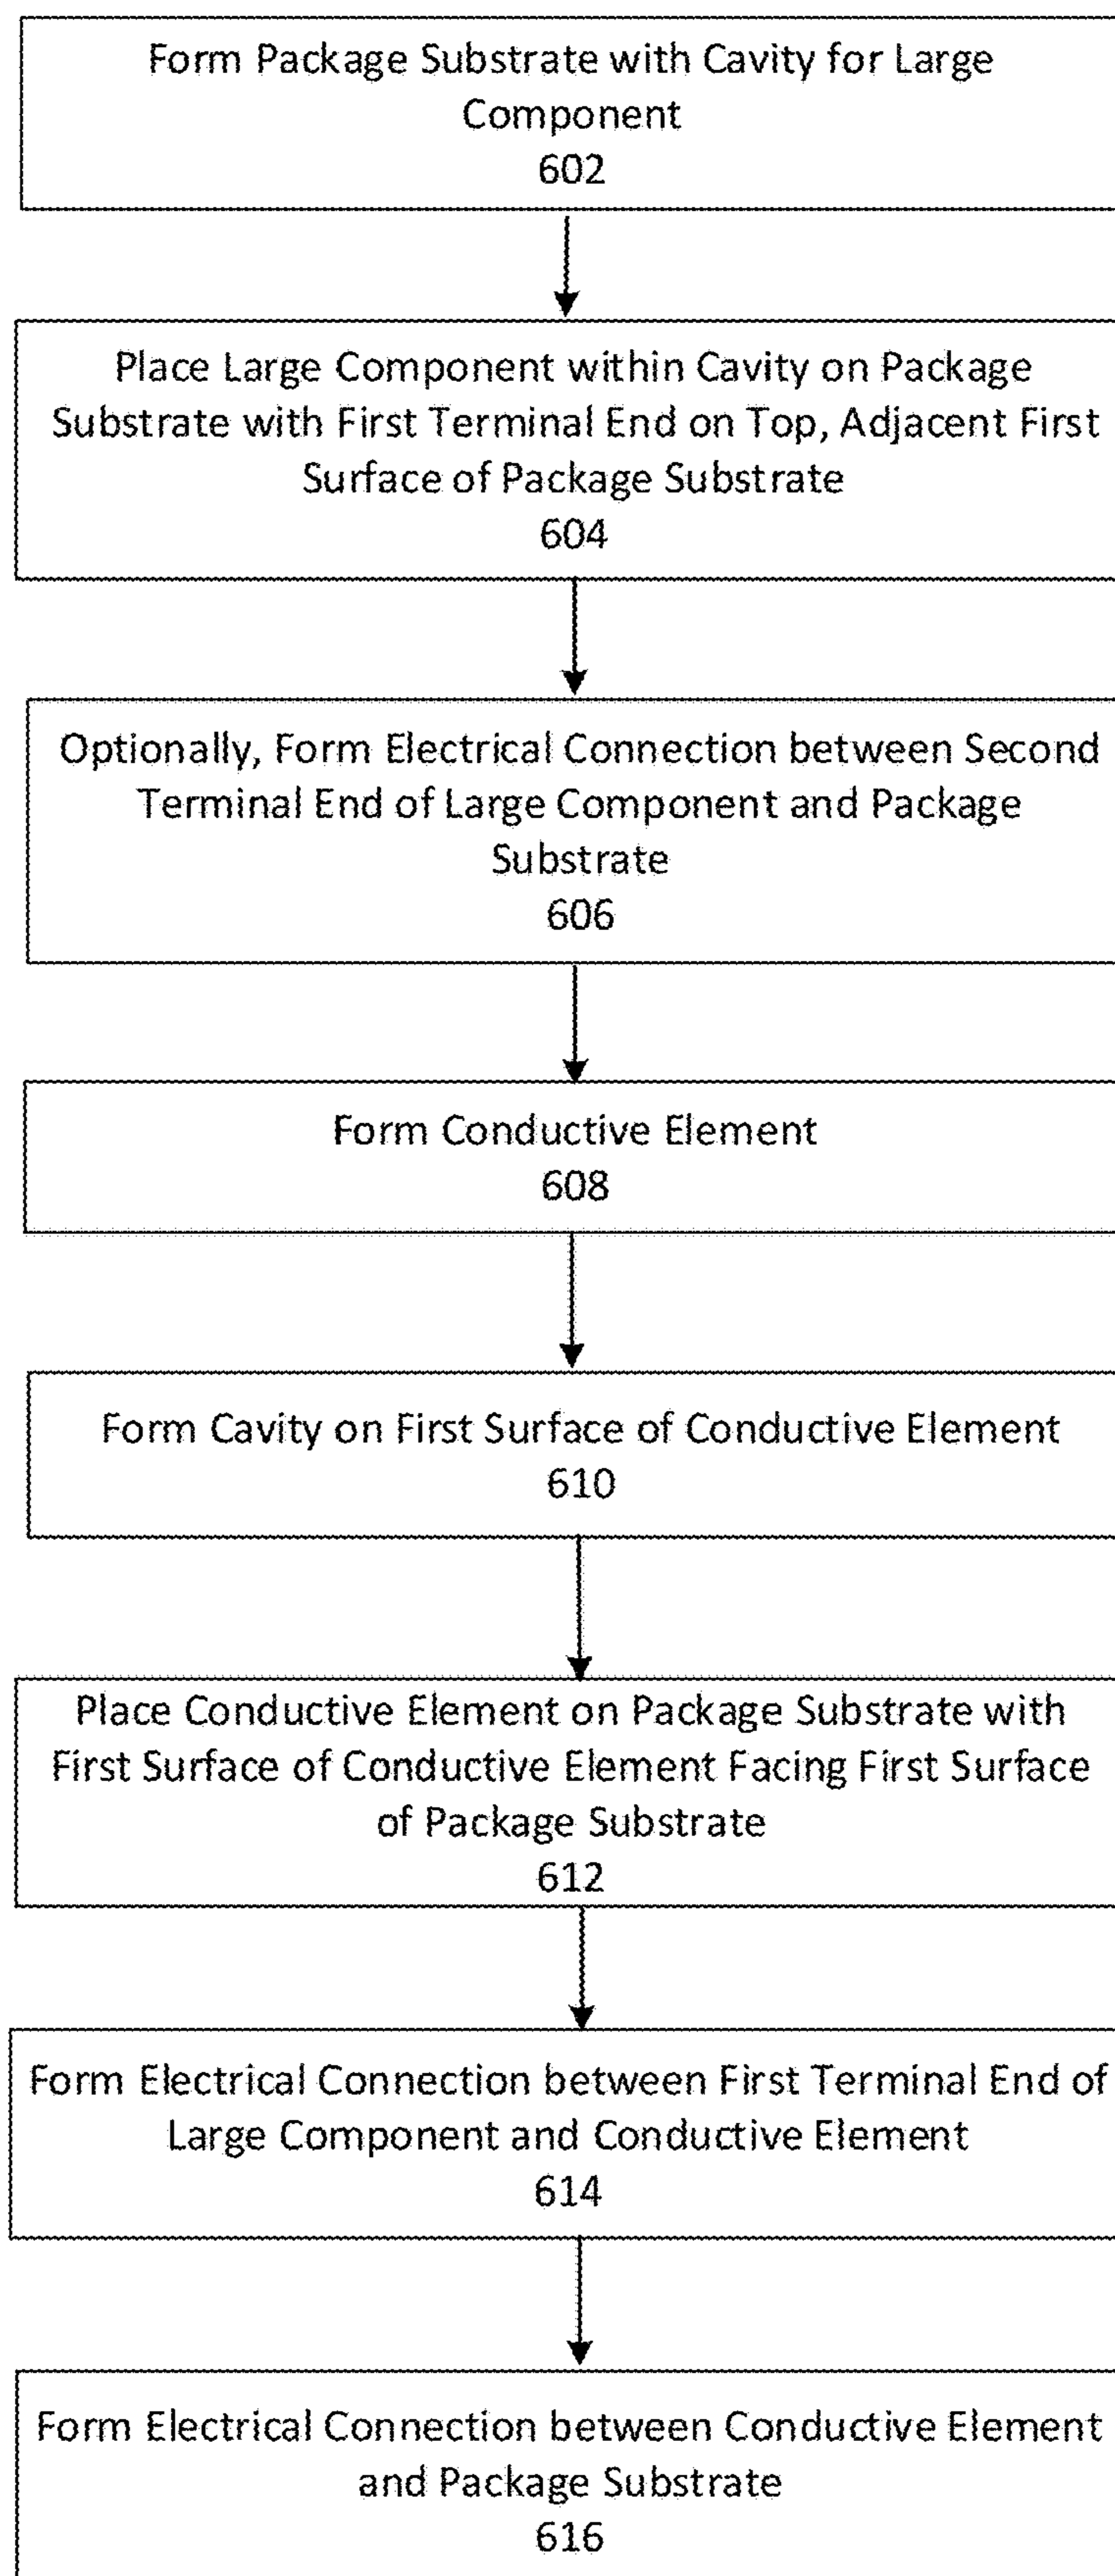 Form Package Substrate with Cavity for Large
Component
602
Place Large Component within Cavity on Package
Substrate with First Terminal End on Top, Adjacent First
Surface of Package Substrate
604
Optionally, Form Electrical Connection between Second
Terminal End of Large Component and Package
Substrate
606
Form Conductive Element
608
Form Cavity on First Surface of Conductive Element
610
Place Conductive Element on Package Substrate with
First Surface of Conductive Element Facing First Surface
of Package Substrate
612
Form Electrical Connection between First Terminal End of
Large Component and Conductive Element
614
Form Electrical Connection between Conductive Element
and Package Substrate
616